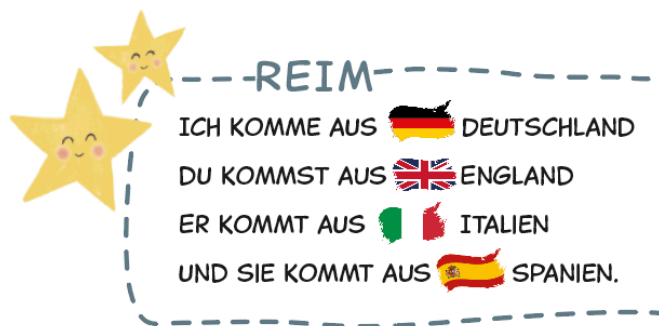 REIM
ICH KOMME AUS DEUTSCHLAND
DU KOMMST AUS ENGLAND
ER KOMMT AUS ITALIEN
UND SIE KOMMT AUS SPANIEN.